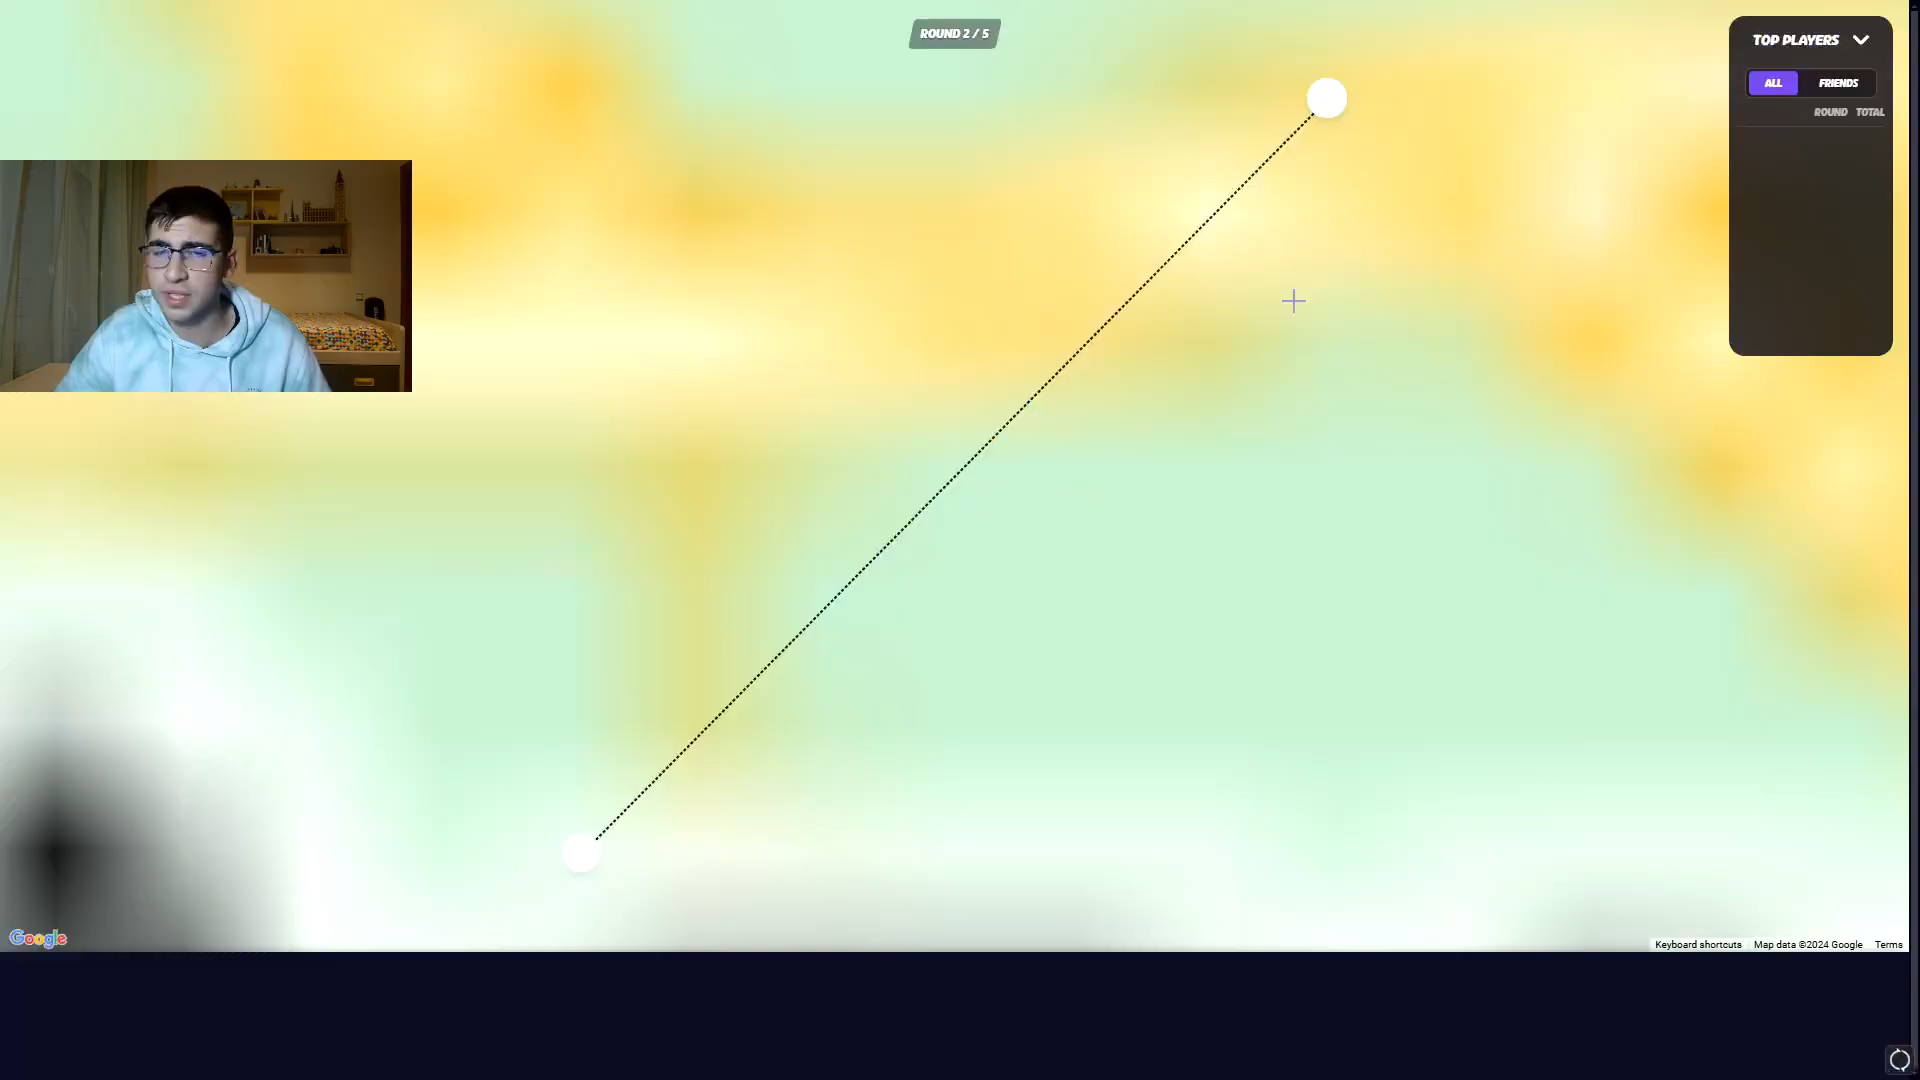 ROUND 2 / 5
TOP PLAYERS
ALL
FRIENDS
ROUND TOTAL
Google
Keyboard shortcuts
Map data ©2024 Google
Terms